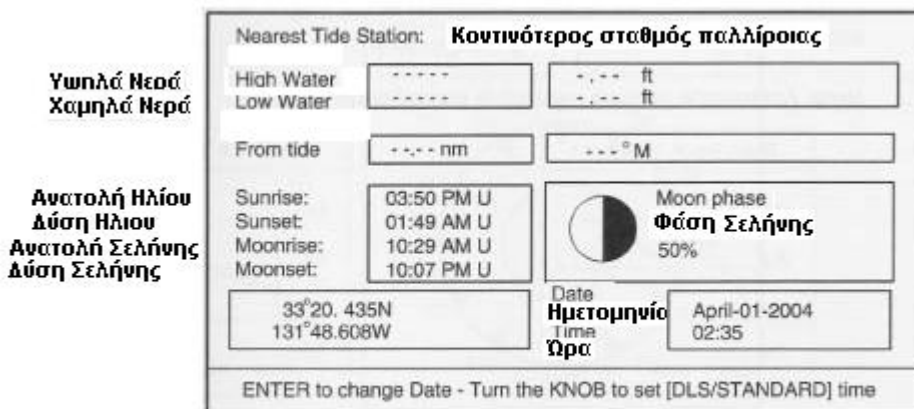 Nearest Tide Station: Κοντινότερος σταθμός παλλίροιας
Υψηλά Νερά High Water - - - - - - . - - ft
Χαμηλά Νερά Low Water - - - - - - . - - ft
From tide - -.- - nm - - - °M
Ανατολή Ηλίου Sunrise: 03:50 PM U Moon phase
Δύση Ηλιου Sunset: 01:49 AM U Φάση Σελήνης
Ανατολή Σελήνης Moonrise: 10:29 AM U 50%
Δύση Σελήνης Moonset: 10:07 PM U
33°20. 435N Date
Ημετομηνίο April-01-2004
131°48.608W Time 02:35
Ώρα
ENTER to change Date - Turn the KNOB to set [DLS/STANDARD] time